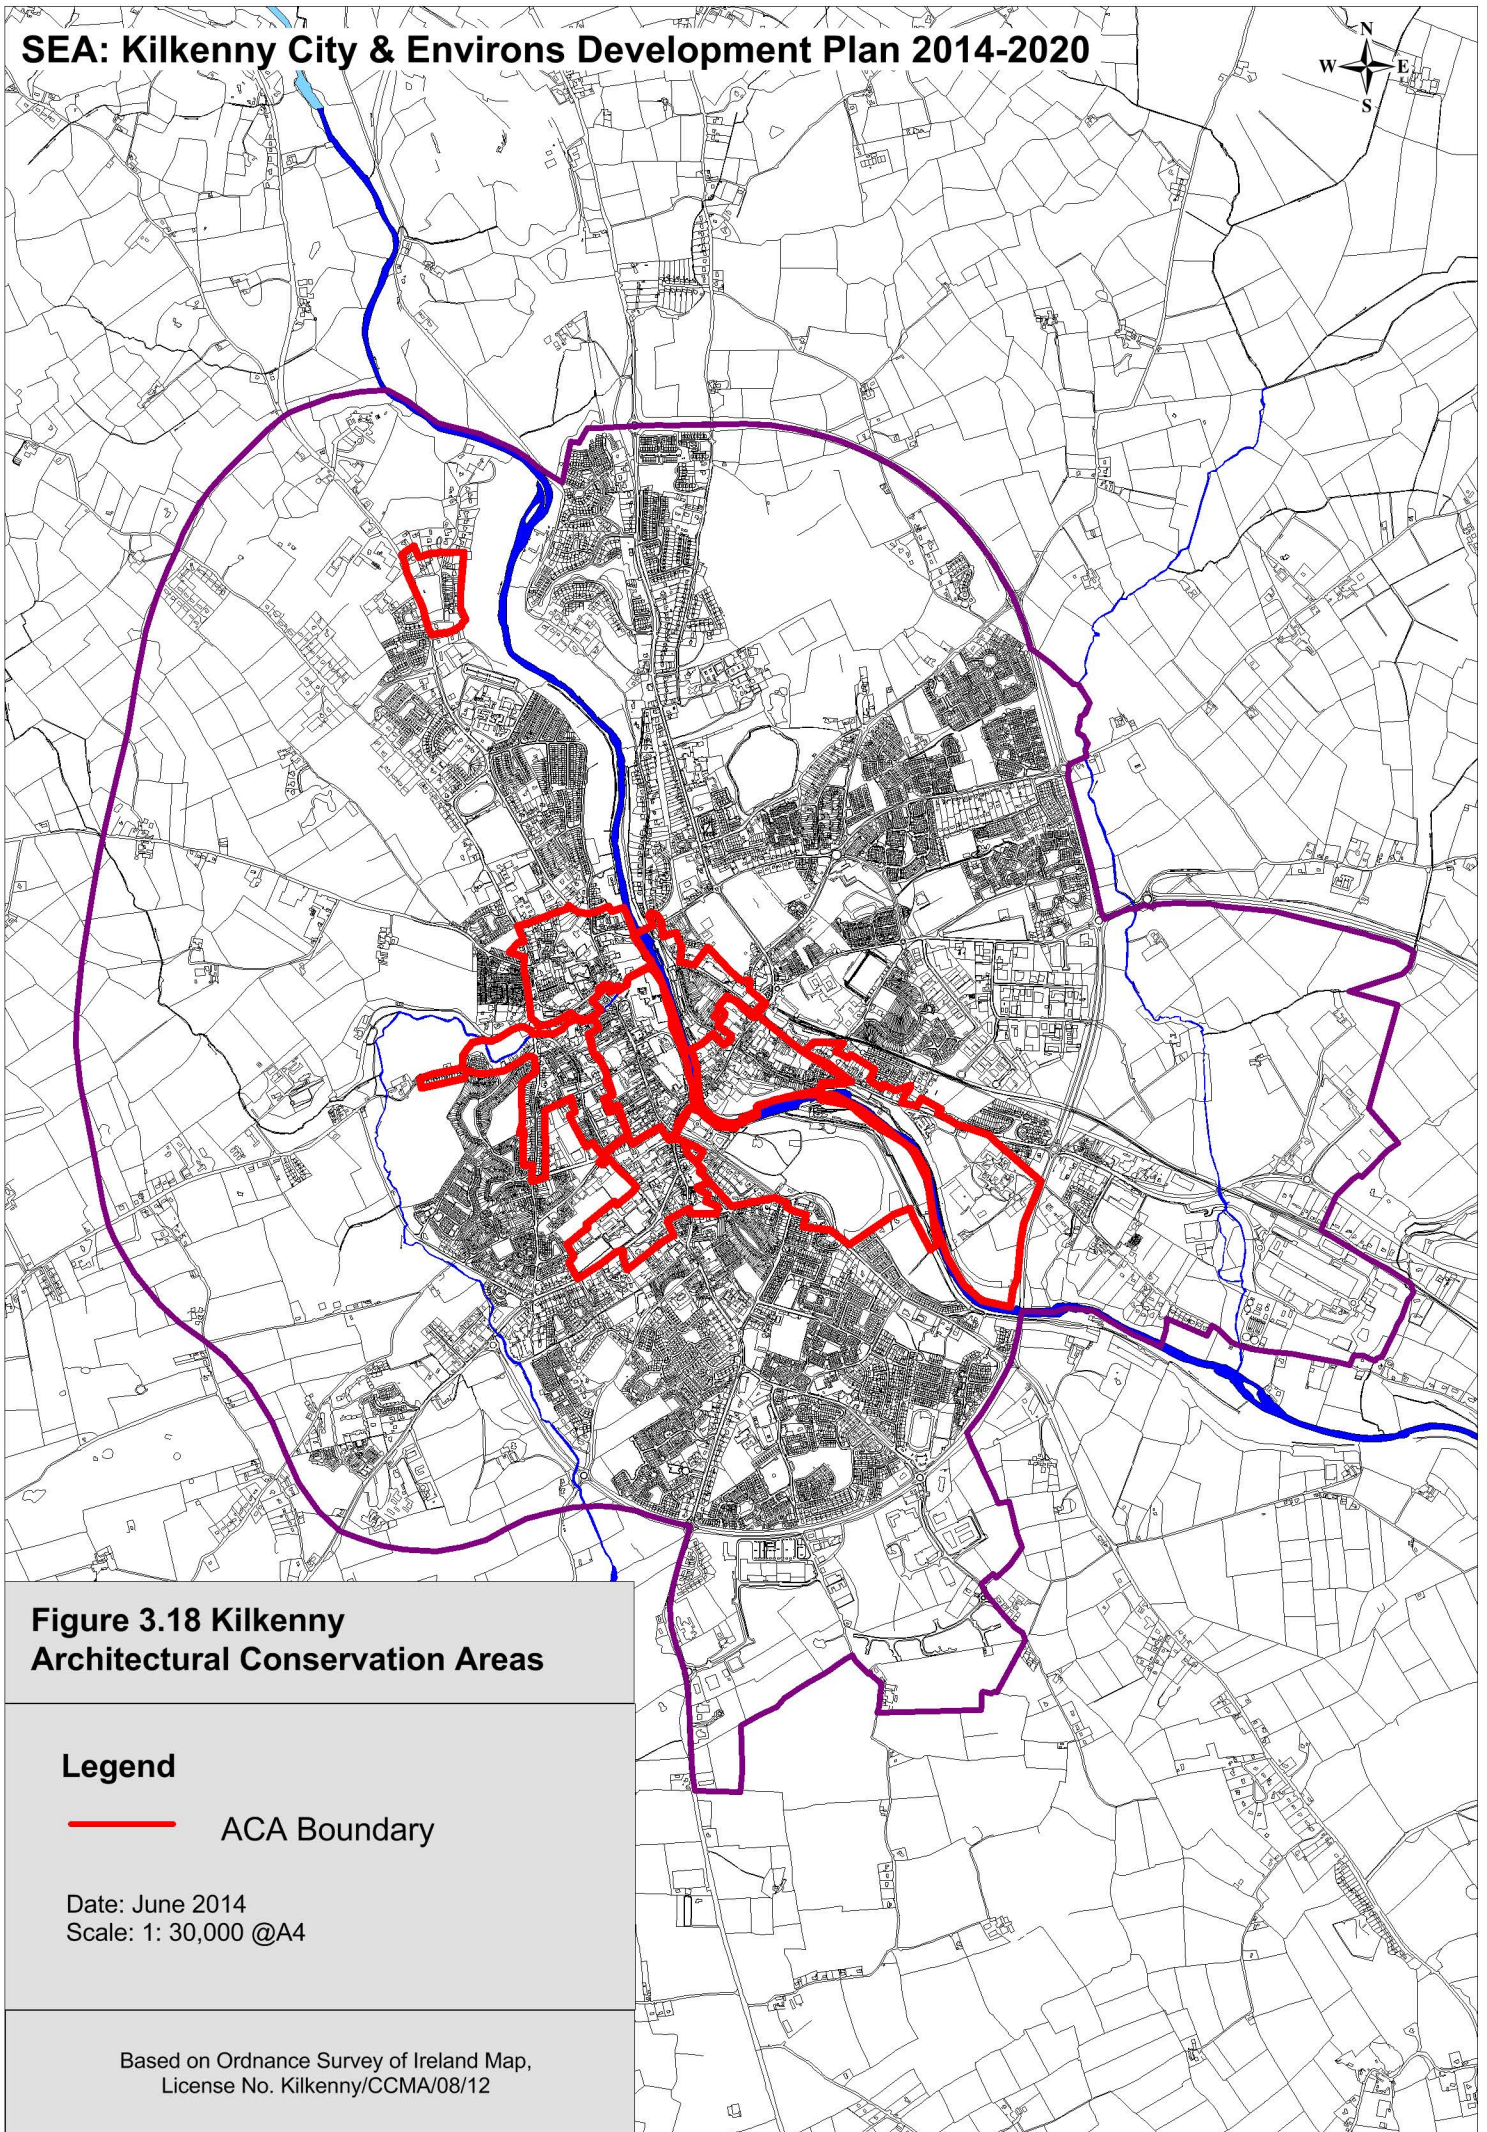 SEA: Kilkenny City & Environs Development Plan 2014-2020
N
W E
S
Figure 3.18 Kilkenny
Architectural Conservation Areas
Legend
ACA Boundary
Date: June 2014
Scale: 1: 30,000 @A4
Based on Ordnance Survey of Ireland Map,
License No. Kilkenny/CCMA/08/12